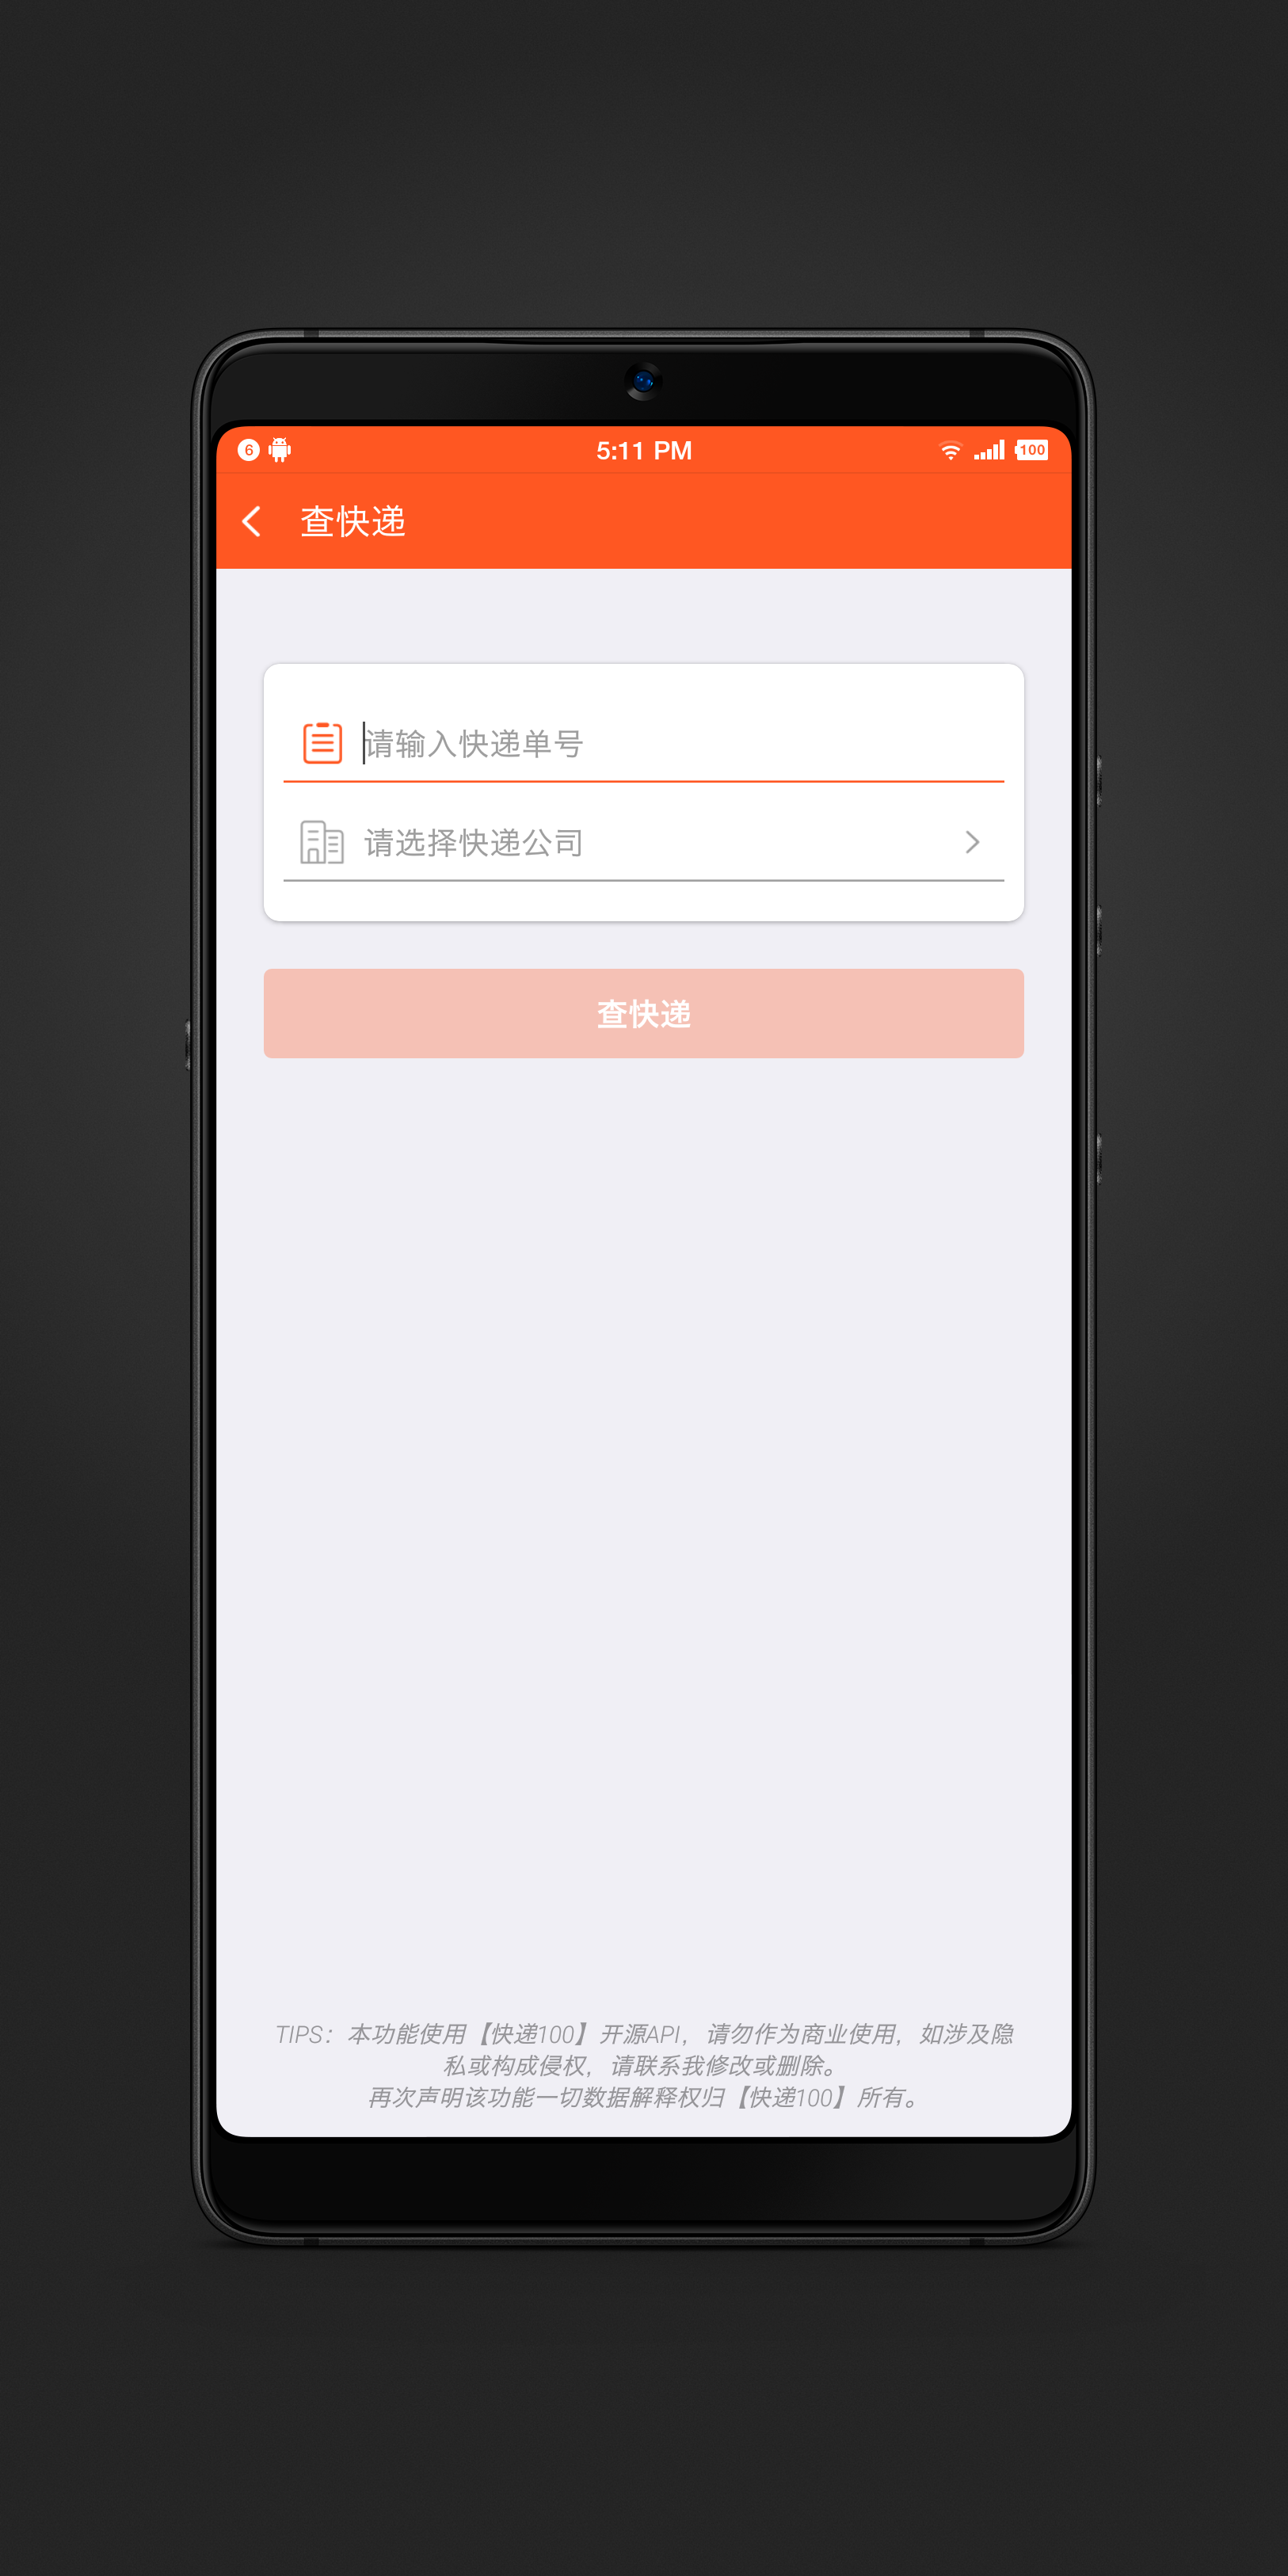 6 5:11 PM 100
查快递
请输入快递单号
请选择快递公司
查快递
TIPS：本功能使用【快递100】开源API，请勿作为商业使用，如涉及隐
私或构成侵权，请联系我修改或删除。
再次声明该功能一切数据解释权归【快递100】所有。